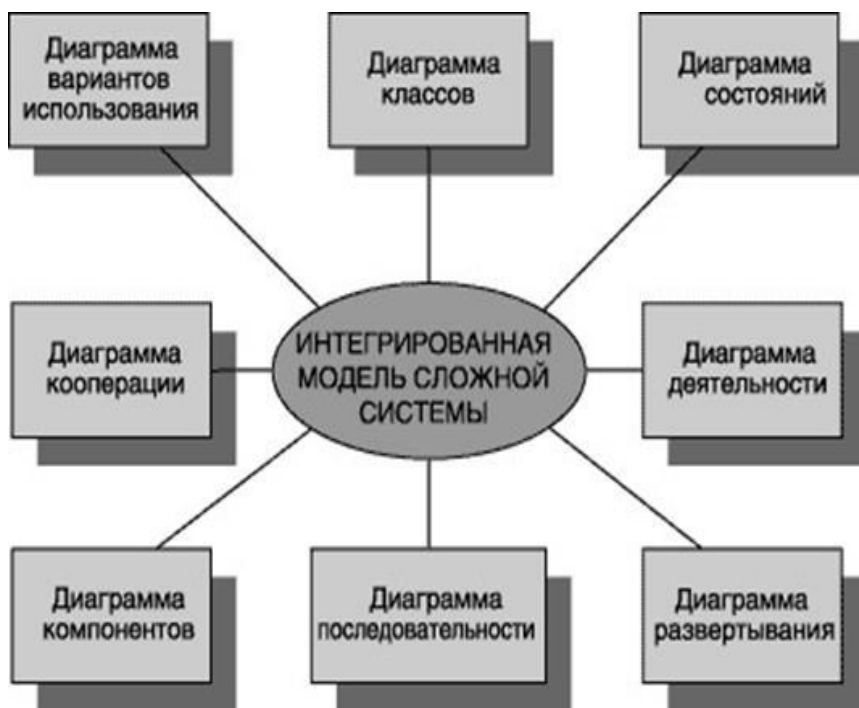 Диаграмма
вариантов
использования
Диаграмма
классов
Диаграмма
состояний
Диаграмма
кооперации
ИНТЕГРИРОВАННАЯ
МОДЕЛЬ СЛОЖНОЙ
СИСТЕМЫ
Диаграмма
деятельности
Диаграмма
компонентов
Диаграмма
последовательности
Диаграмма
развертывания